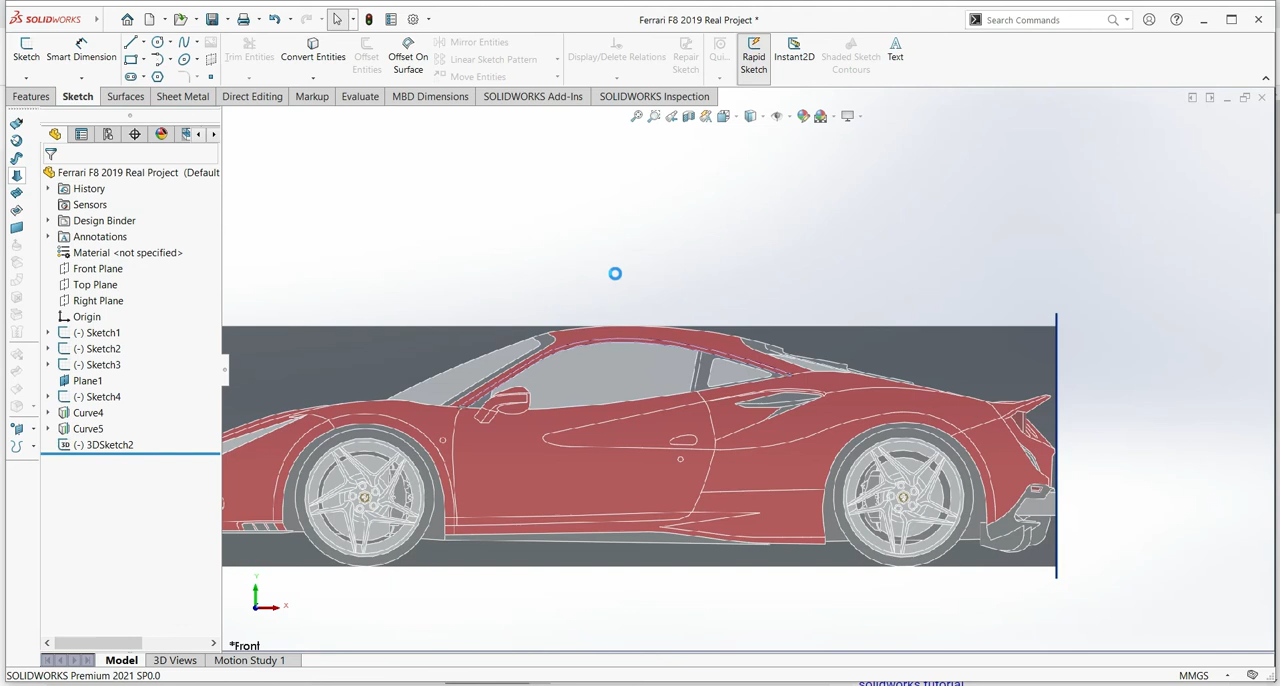 SOLIDWORKS
Ferrari F8 2019 Real Project *
Search Commands
Sketch
Smart Dimension
Trim Entities
Convert Entities
Offset Entities
Offset On Surface
Mirror Entities
Linear Sketch Pattern
Move Entities
Display/Delete Relations
Repair Sketch
Qui...
Rapid Sketch
Instant2D
Shaded Sketch Contours
Text
Features
Sketch
Surfaces
Sheet Metal
Direct Editing
Markup
Evaluate
MBD Dimensions
SOLIDWORKS Add-Ins
SOLIDWORKS Inspection
Ferrari F8 2019 Real Project (Default
History
Sensors
Design Binder
Annotations
Material <not specified>
Front Plane
Top Plane
Right Plane
Origin
(-) Sketch1
(-) Sketch2
(-) Sketch3
Plane1
(-) Sketch4
Curve4
Curve5
3D (-) 3DSketch2
Y
X
*Front
Model
3D Views
Motion Study 1
SOLIDWORKS Premium 2021 SP0.0
solidworks tutorial
MMGS